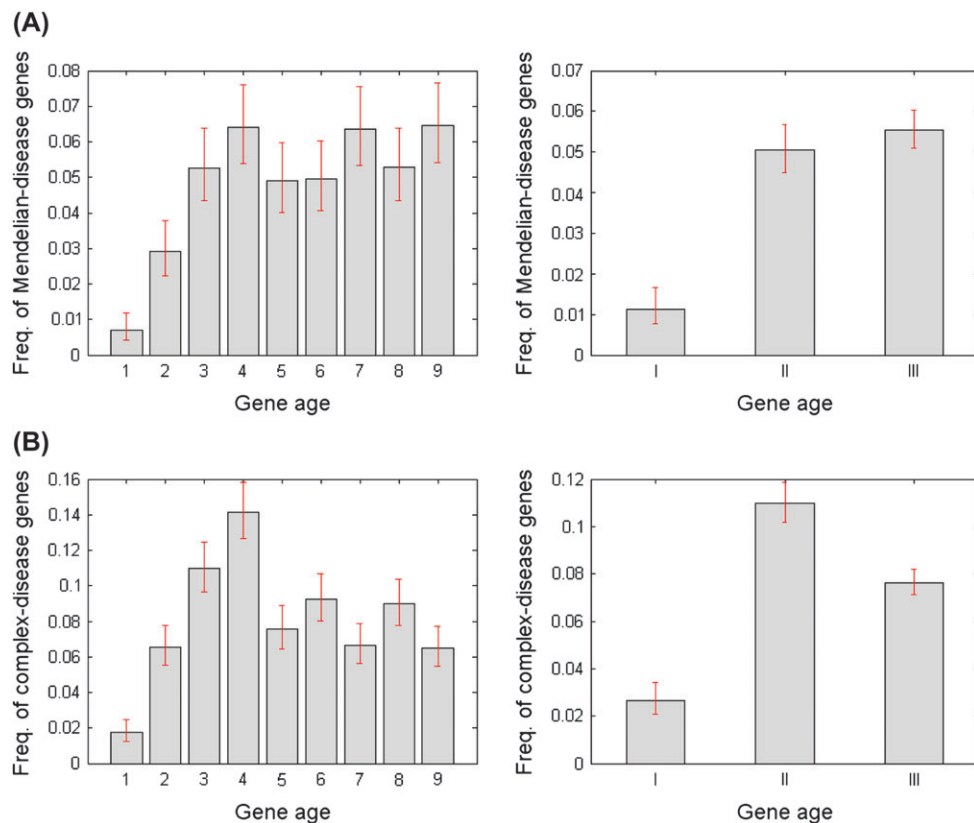 (A)
Freq. of Mendelian-disease genes
0.08
0.07
0.06
0.05
0.04
0.03
0.02
0.01
0
1 2 3 4 5 6 7 8 9
Gene age
Freq. of Mendelian-disease genes
0.07
0.06
0.05
0.04
0.03
0.02
0.01
0
I II III
Gene age
(B)
Freq. of complex-disease genes
0.16
0.14
0.12
0.1
0.08
0.06
0.04
0.02
0
1 2 3 4 5 6 7 8 9
Gene age
Freq. of complex-disease genes
0.12
0.1
0.08
0.06
0.04
0.02
0
I II III
Gene age